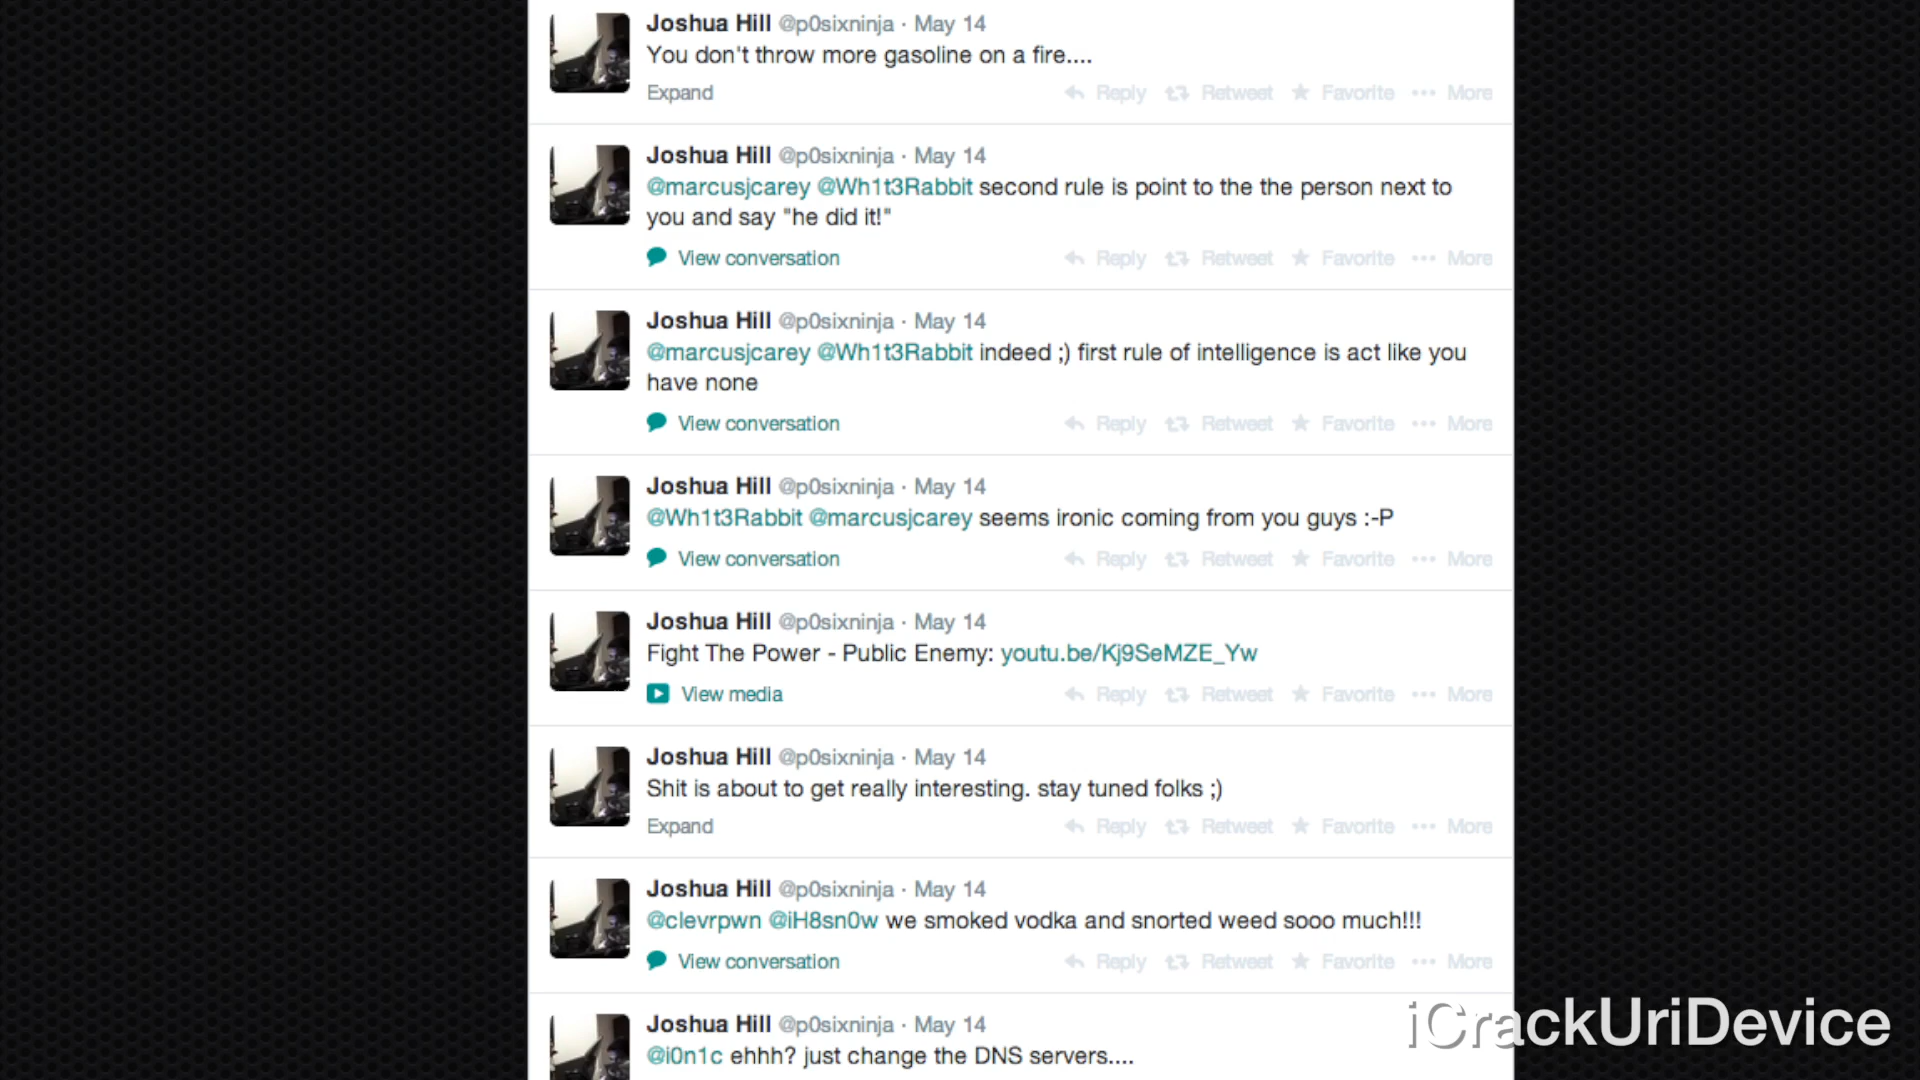 Joshua Hill @p0sixninja · May 14
You don't throw more gasoline on a fire....
Expand Reply Retweet Favorite More
Joshua Hill @p0sixninja · May 14
@marcusjcarey @Wh1t3Rabbit second rule is point to the the person next to
you and say "he did it!"
View conversation Reply Retweet Favorite More
Joshua Hill @p0sixninja · May 14
@marcusjcarey @Wh1t3Rabbit indeed ;) first rule of intelligence is act like you
have none
View conversation Reply Retweet Favorite More
Joshua Hill @p0sixninja · May 14
@Wh1t3Rabbit @marcusjcarey seems ironic coming from you guys :-P
View conversation Reply Retweet Favorite More
Joshua Hill @p0sixninja · May 14
Fight The Power - Public Enemy: youtu.be/Kj9SeMZE_Yw
View media Reply Retweet Favorite More
Joshua Hill @p0sixninja · May 14
Shit is about to get really interesting. stay tuned folks ;)
Expand Reply Retweet Favorite More
Joshua Hill @p0sixninja · May 14
@clevrpwn @iH8sn0w we smoked vodka and snorted weed sooo much!!!
View conversation Reply Retweet Favorite More
Joshua Hill @p0sixninja · May 14
@i0n1c ehhh? just change the DNS servers....
iCrackUriDevice